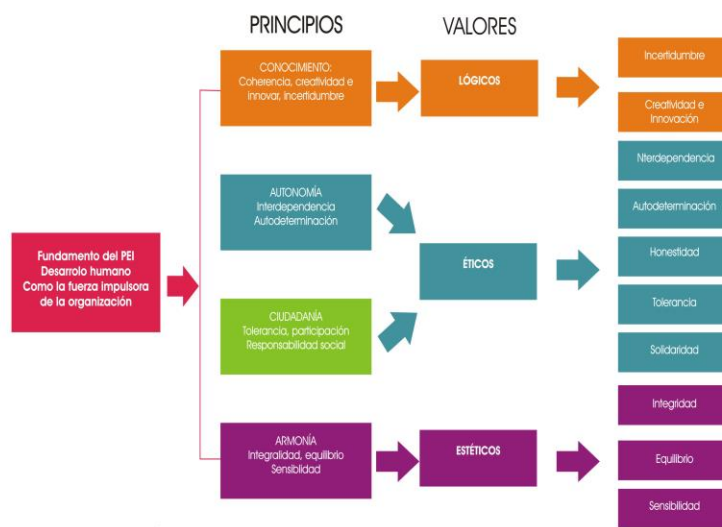 PRINCIPIOS
VALORES
Fundamento del PEI
Desarrolo humano
Como la fuerza impulsora
de la organización
CONOCIMIENTO:
Coherencia, creatividad e
innovar, incertidumbre
AUTONOMÍA
Interdependencia
Autodeterminación
CIUDADANÍA
Tolerancia, participación
Responsabilidad social
ARMONÍA
Integralidad, equilibrio
Sensiblidad
LÓGICOS
ÉTICOS
ESTÉTICOS
Incertidumbre
Creatividad e
Innovación
Nterdependencia
Autodeterminación
Honestidad
Tolerancia
Solidaridad
Integridad
Equilibrio
Sensibilidad